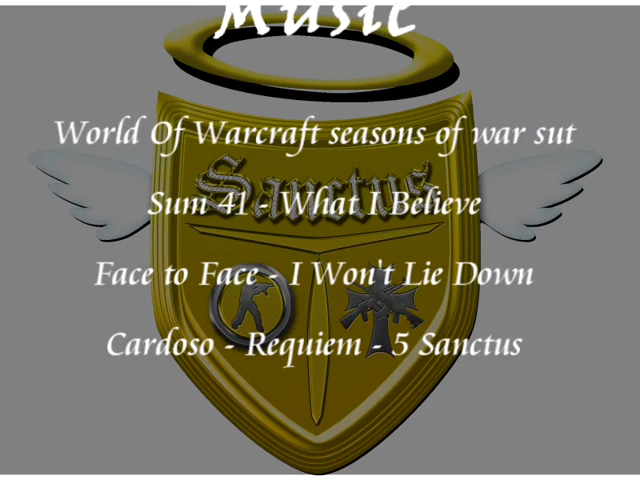 Music
World Of Warcraft seasons of war sut
Sanctus
Sum 41 - What I Believe
Face to Face - I Won't Lie Down
Cardoso - Requiem - 5 Sanctus